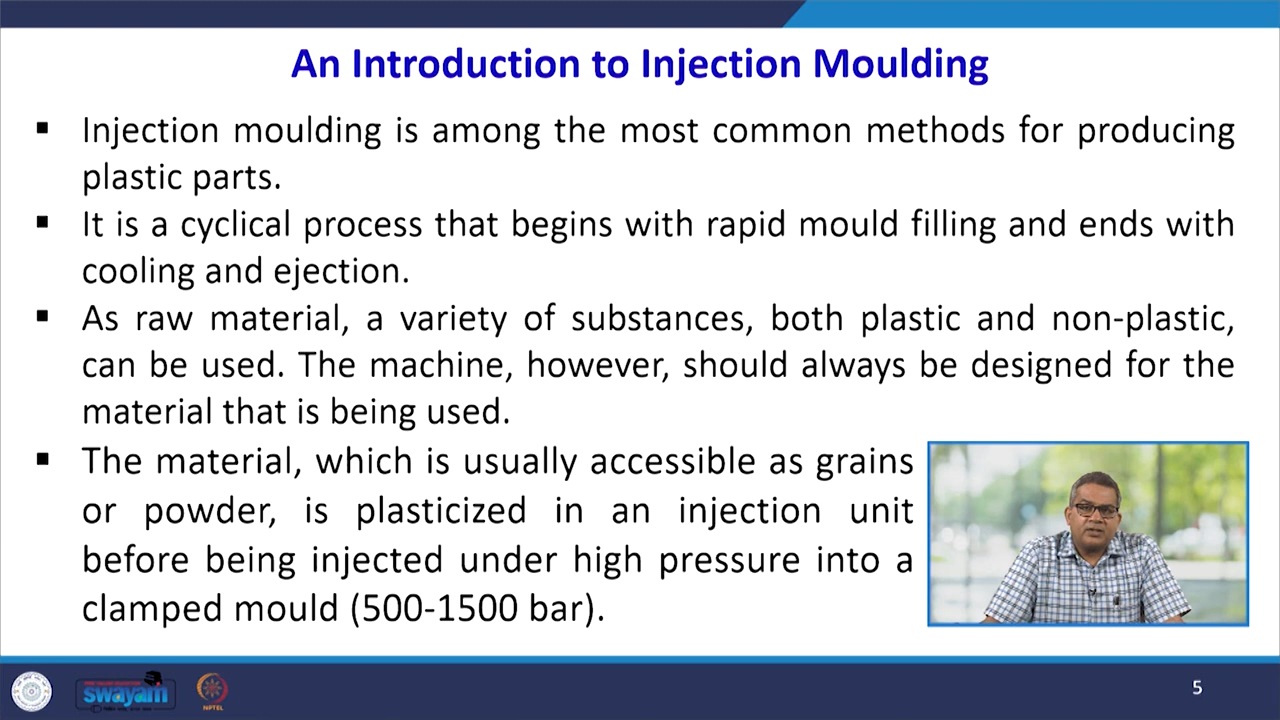 An Introduction to Injection Moulding
▪ Injection moulding is among the most common methods for producing
plastic parts.
▪ It is a cyclical process that begins with rapid mould filling and ends with
cooling and ejection.
▪ As raw material, a variety of substances, both plastic and non-plastic,
can be used. The machine, however, should always be designed for the
material that is being used.
▪ The material, which is usually accessible as grains
or powder, is plasticized in an injection unit
before being injected under high pressure into a
clamped mould (500-1500 bar).
swayam
NPTEL
5